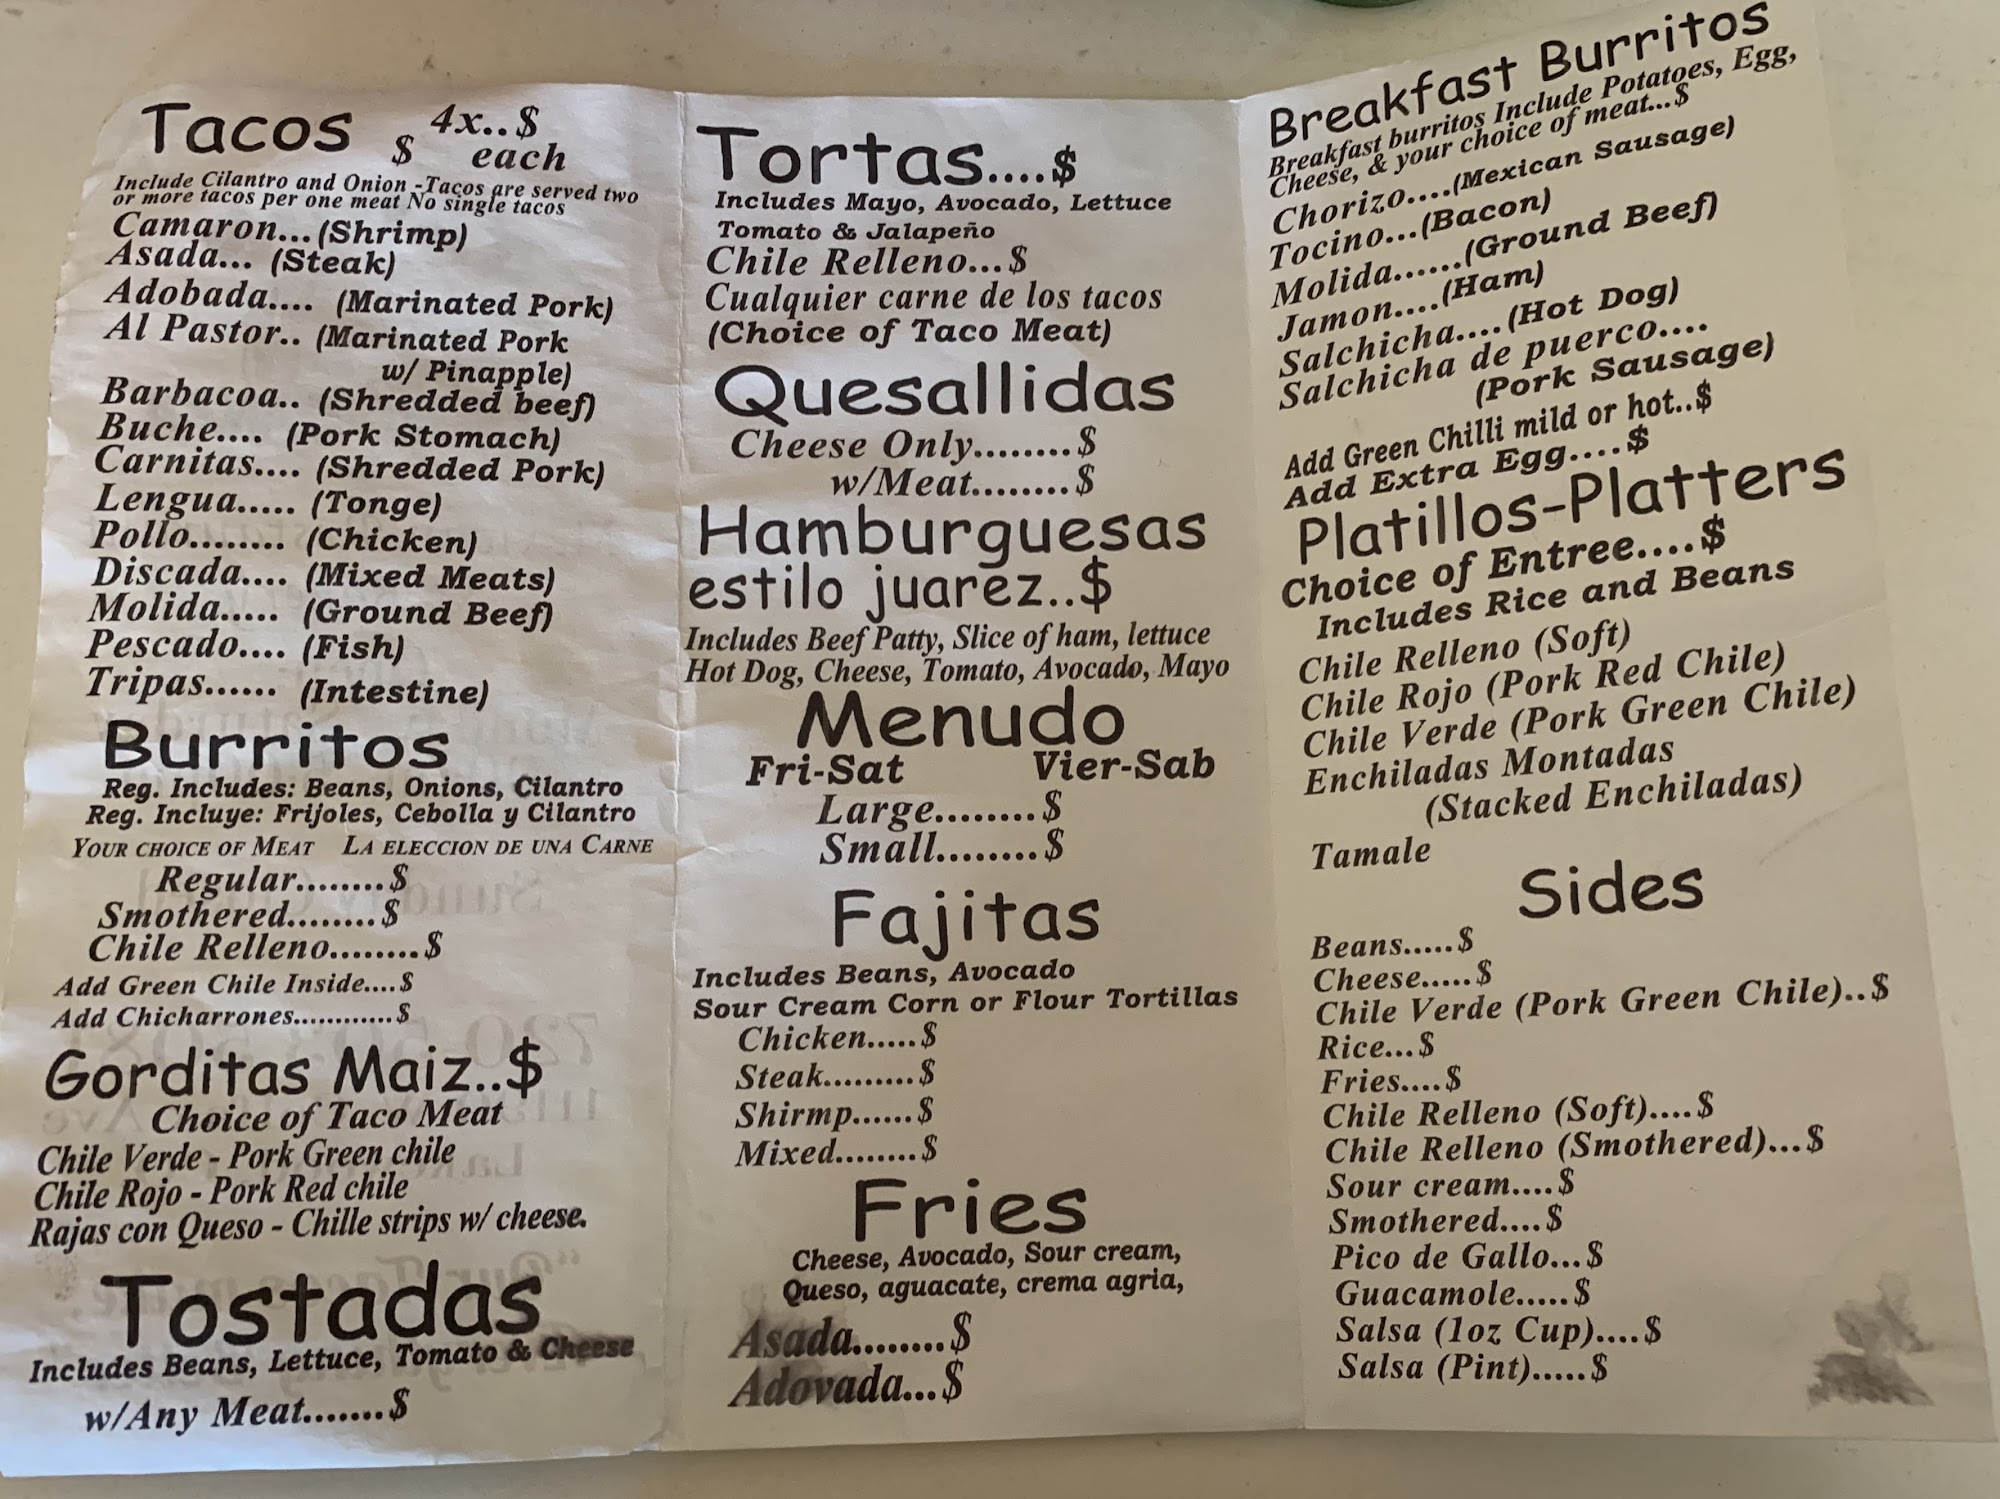 Tacos $ 4x..$ each
Include Cilantro and Onion -Tacos are served two
or more tacos per one meat No single tacos
Camaron...(Shrimp)
Asada... (Steak)
Adobada.... (Marinated Pork)
Al Pastor.. (Marinated Pork
w/ Pinapple)
Barbacoa.. (Shredded beef)
Buche.... (Pork Stomach)
Carnitas.... (Shredded Pork)
Lengua..... (Tonge)
Pollo........ (Chicken)
Discada.... (Mixed Meats)
Molida..... (Ground Beef)
Pescado.... (Fish)
Tripas...... (Intestine)
Burritos
Reg. Includes: Beans, Onions, Cilantro
Reg. Incluye: Frijoles, Cebolla y Cilantro
YOUR CHOICE OF MEAT LA ELECCION DE UNA CARNE
Regular........$
Smothered........$
Chile Relleno........$
Add Green Chile Inside....$
Add Chicharrones............$
Gorditas Maiz..$
Choice of Taco Meat
Chile Verde - Pork Green chile
Chile Rojo - Pork Red chile
Rajas con Queso - Chille strips w/ cheese.
Tostadas
Includes Beans, Lettuce, Tomato & Cheese
w/Any Meat.......$
Tortas....$
Includes Mayo, Avocado, Lettuce
Tomato & Jalapeño
Chile Relleno...$
Cualquier carne de los tacos
(Choice of Taco Meat)
Quesallidas
Cheese Only........$
w/Meat........$
Hamburguesas
estilo juarez..$
Includes Beef Patty, Slice of ham, lettuce
Hot Dog, Cheese, Tomato, Avocado, Mayo
Menudo
Fri-Sat Vier-Sab
Large.........$
Small.........$
Fajitas
Includes Beans, Avocado
Sour Cream Corn or Flour Tortillas
Chicken.....$
Steak.........$
Shirmp......$
Mixed........$
Fries
Cheese, Avocado, Sour cream,
Queso, aguacate, crema agria,
Asada........$
Adovada...$
Breakfast Burritos
Breakfast burritos Include Potatoes, Egg,
Cheese, & your choice of meat...$
Chorizo....(Mexican Sausage)
Tocino...(Bacon)
Molida......(Ground Beef)
Jamon....(Ham)
Salchicha....(Hot Dog)
Salchicha de puerco....
(Pork Sausage)
Add Green Chilli mild or hot..$
Add Extra Egg....$
Platillos-Platters
Choice of Entree....$
Includes Rice and Beans
Chile Relleno (Soft)
Chile Rojo (Pork Red Chile)
Chile Verde (Pork Green Chile)
Enchiladas Montadas
(Stacked Enchiladas)
Tamale
Sides
Beans.....$
Cheese.....$
Chile Verde (Pork Green Chile)..$
Rice...$
Fries....$
Chile Relleno (Soft)....$
Chile Relleno (Smothered)...$
Sour cream....$
Smothered....$
Pico de Gallo...$
Guacamole.....$
Salsa (1oz Cup)....$
Salsa (Pint).....$